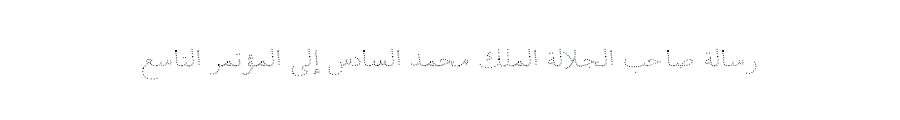 رسالة صاحب الجلالة الملك محمد السادس إلى المؤتمر التاسع